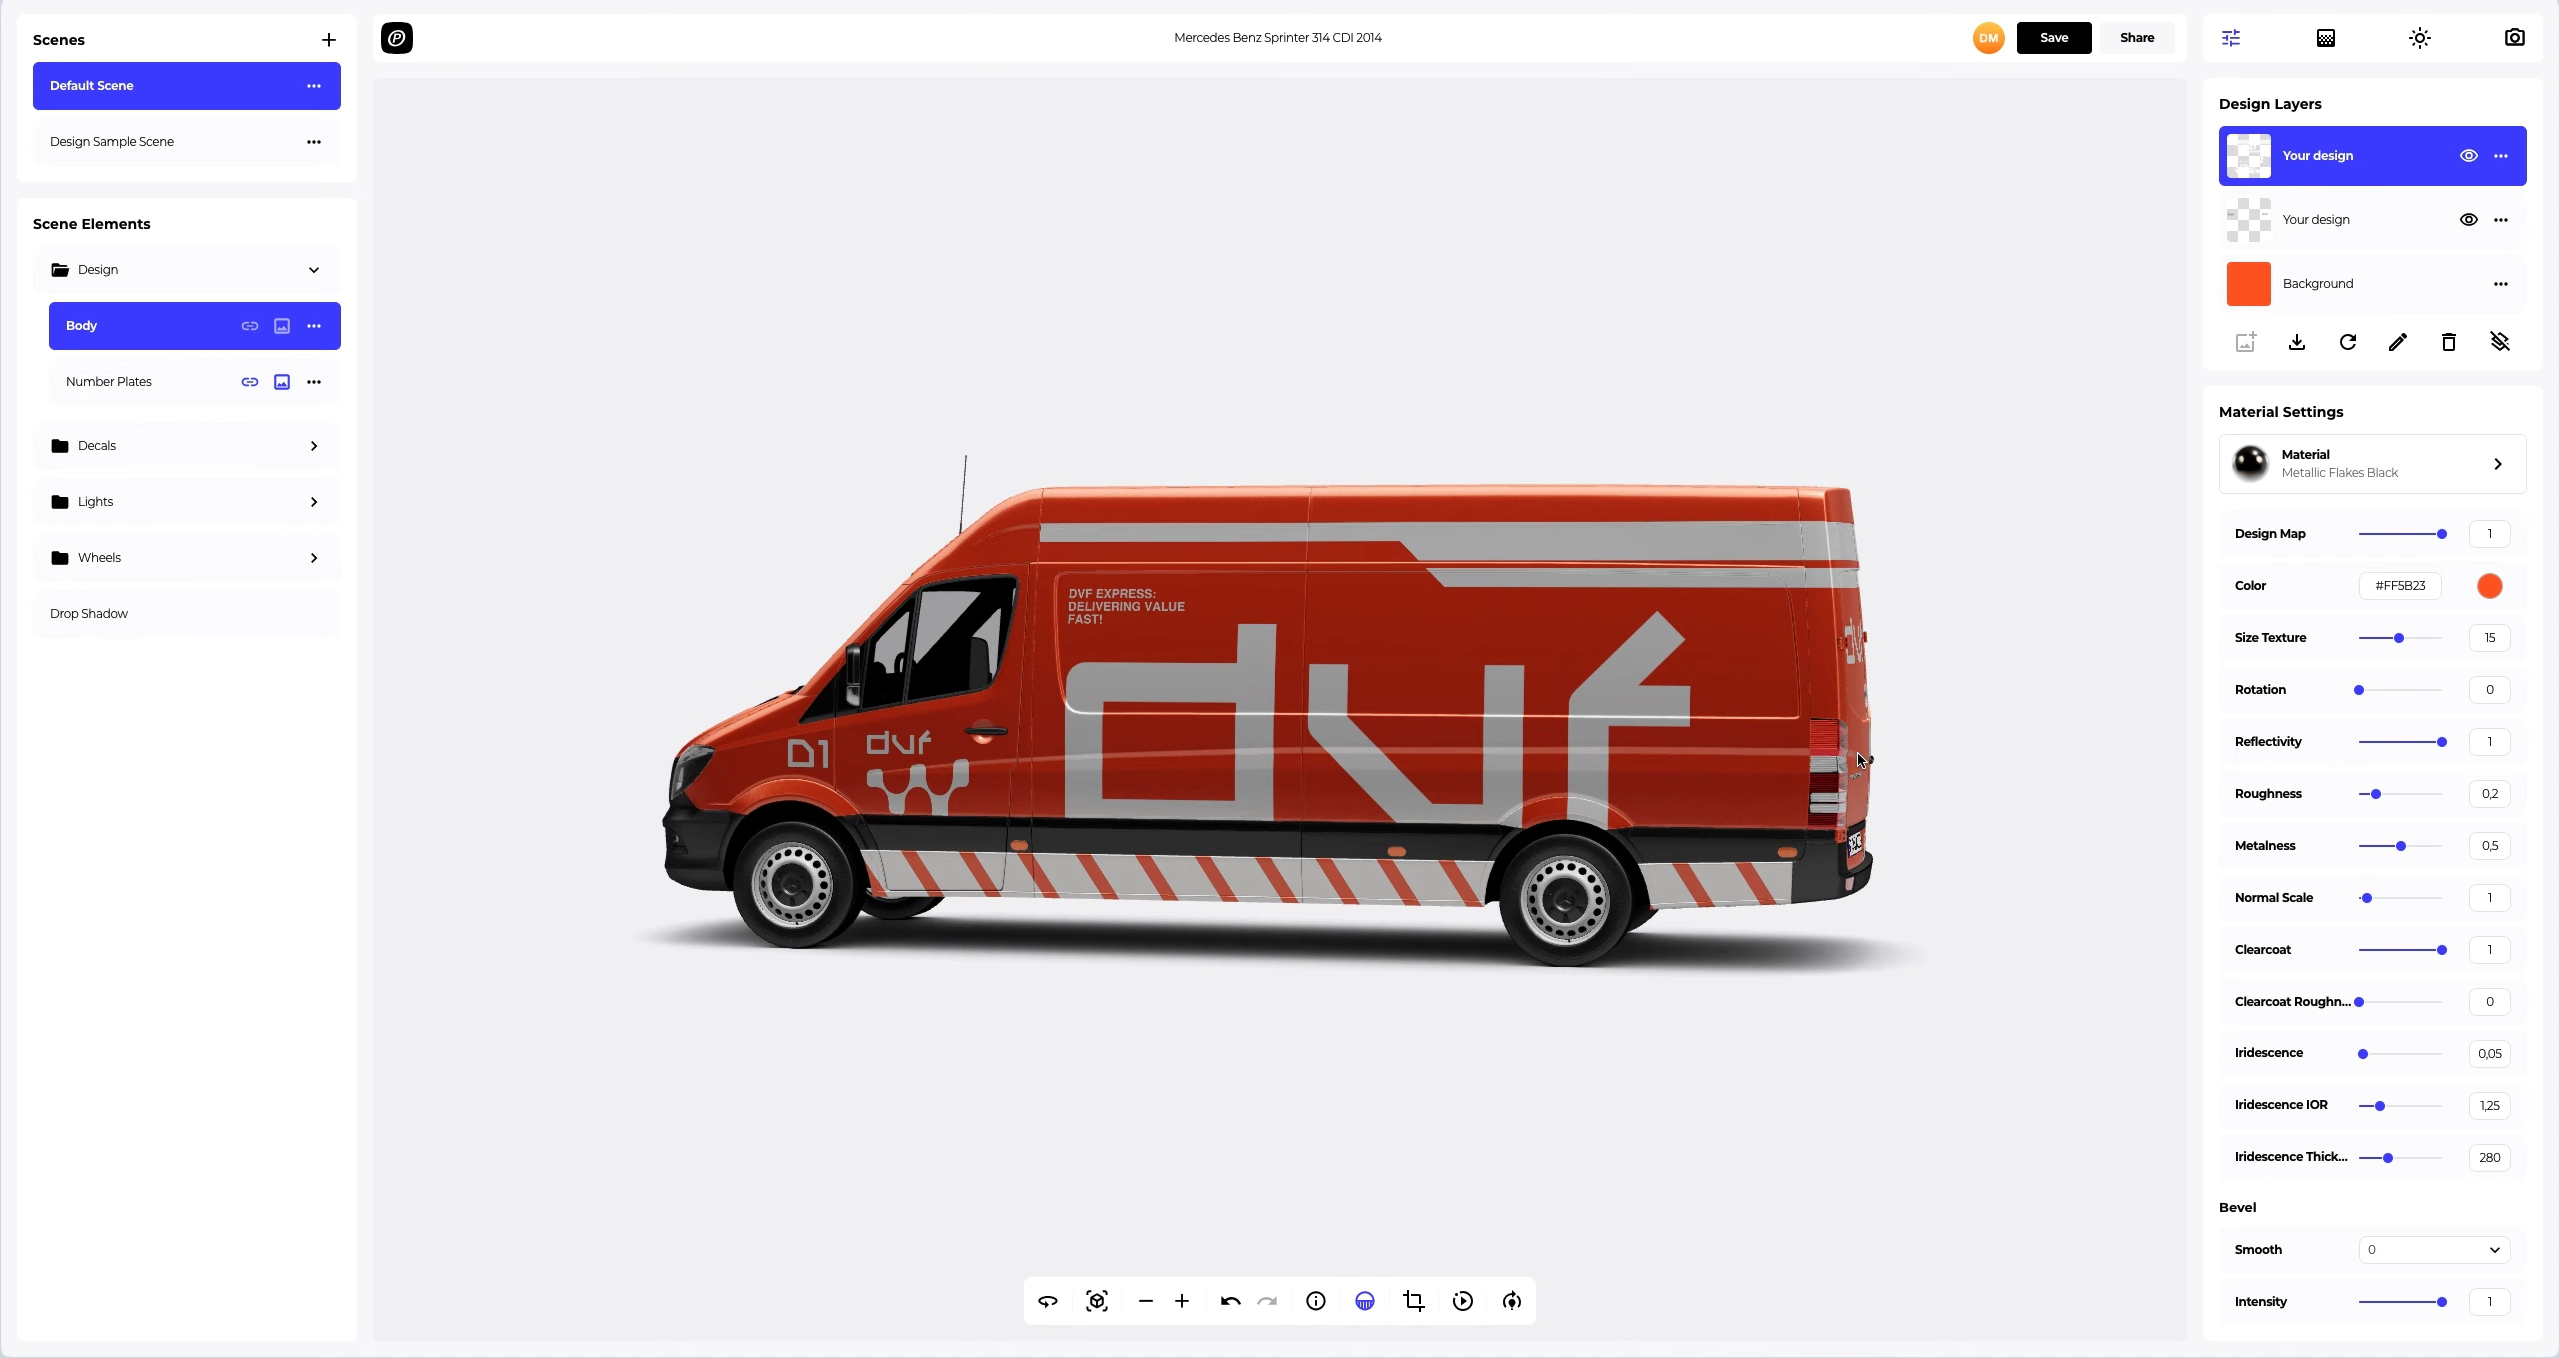 Scenes
Default Scene
Design Sample Scene
Scene Elements
Design
Body
Number Plates
Decals
Lights
Wheels
Drop Shadow
Mercedes Benz Sprinter 314 CDI 2014
DM
Save
Share
DVF EXPRESS:
DELIVERING VALUE
FAST!
dvf
D1
dvf
dvf
Design Layers
Your design
Your design
Background
Material Settings
Material
Metallic Flakes Black
Design Map 1
Color #FF5B23
Size Texture 15
Rotation 0
Reflectivity 1
Roughness 0,2
Metalness 0,5
Normal Scale 1
Clearcoat 1
Clearcoat Roughn... 0
Iridescence 0,05
Iridescence IOR 1,25
Iridescence Thick... 280
Bevel
Smooth 0
Intensity 1